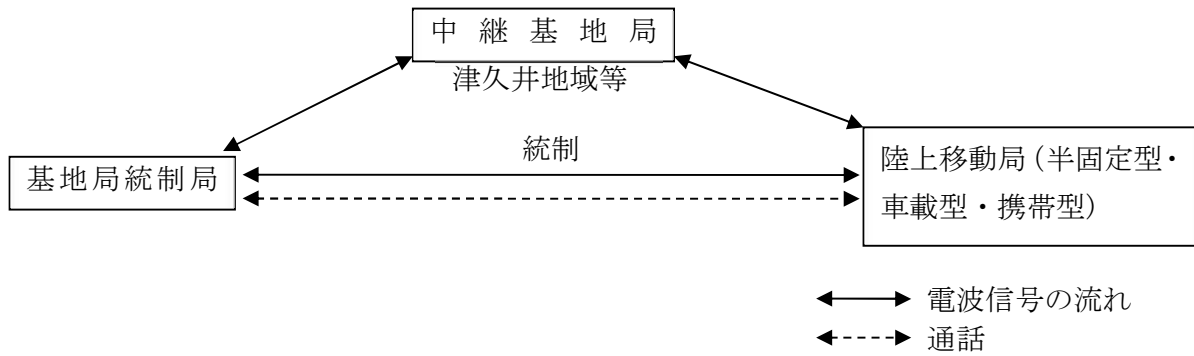 中継基地局
津久井地域等
統制
基地局統制局
陸上移動局（半固定型・
車載型・携帯型）
電波信号の流れ
通話